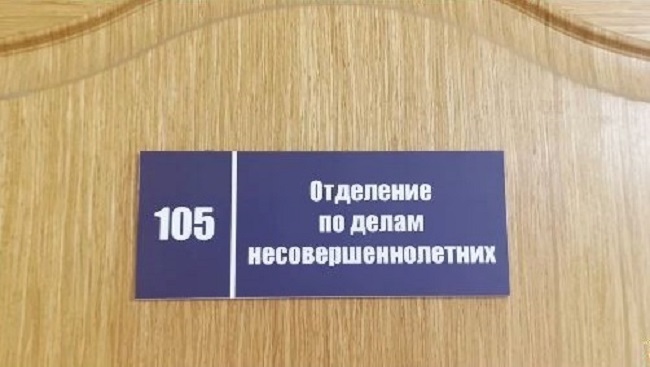 105
Отделение
по делам
несовершеннолетних